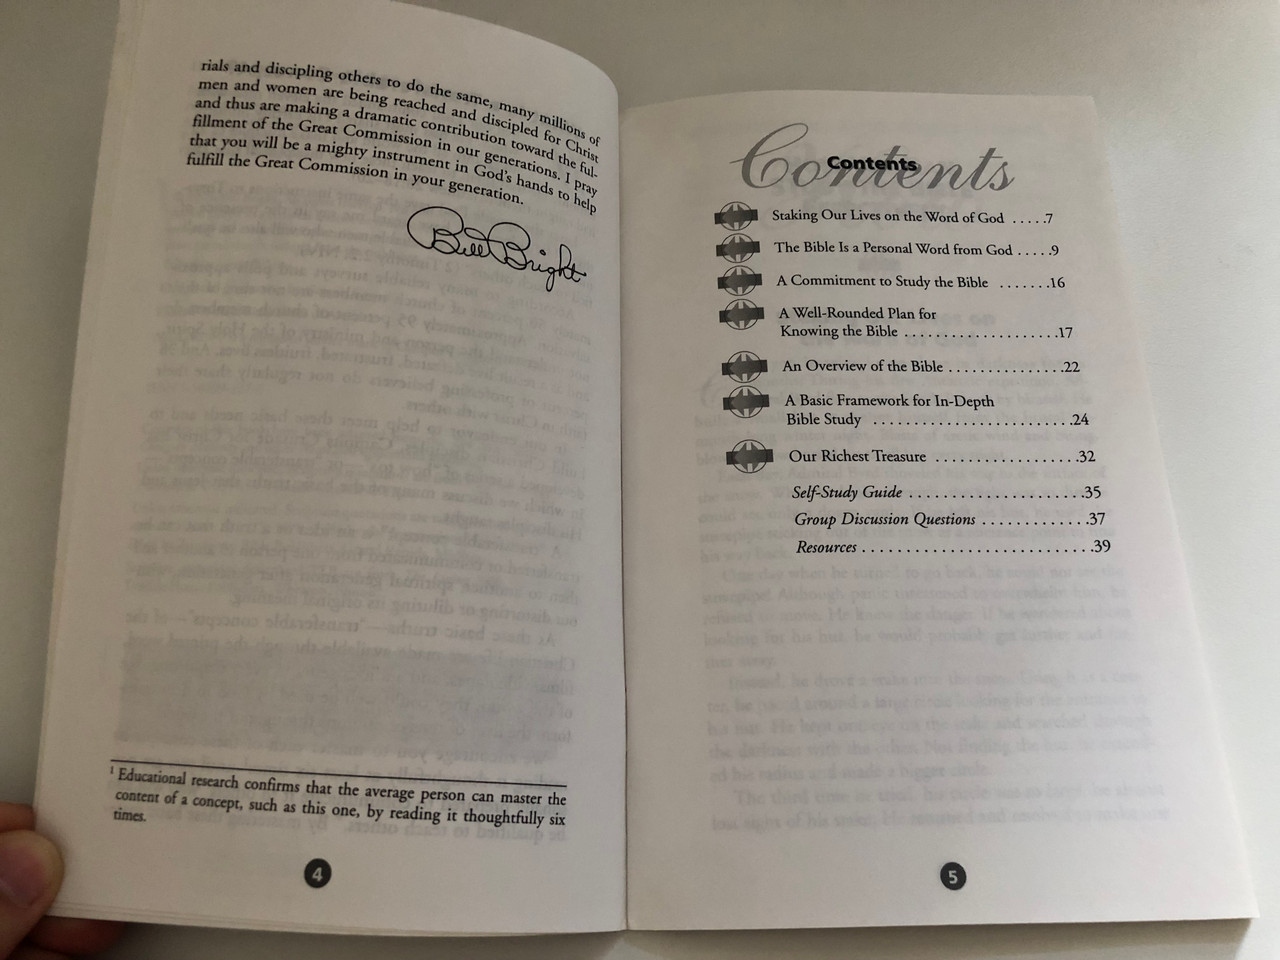 rials and discipling others to do the same, many millions of
men and women are being reached and discipled for Christ
and thus are making a dramatic contribution toward the ful-
fillment of the Great Commission in our generations. I pray
that you will be a mighty instrument in God's hands to help
fulfill the Great Commission in your generation.
Bill Bright
1 Educational research confirms that the average person can master the
content of a concept, such as this one, by reading it thoughtfully six
times.
4
Contents
Contents
Staking Our Lives on the Word of God .....7
The Bible Is a Personal Word from God .....9
A Commitment to Study the Bible .......16
A Well-Rounded Plan for
Knowing the Bible ......................17
An Overview of the Bible ...............22
A Basic Framework for In-Depth
Bible Study ............................24
Our Richest Treasure ..................32
Self-Study Guide .......................35
Group Discussion Questions .............37
Resources ..............................39
5